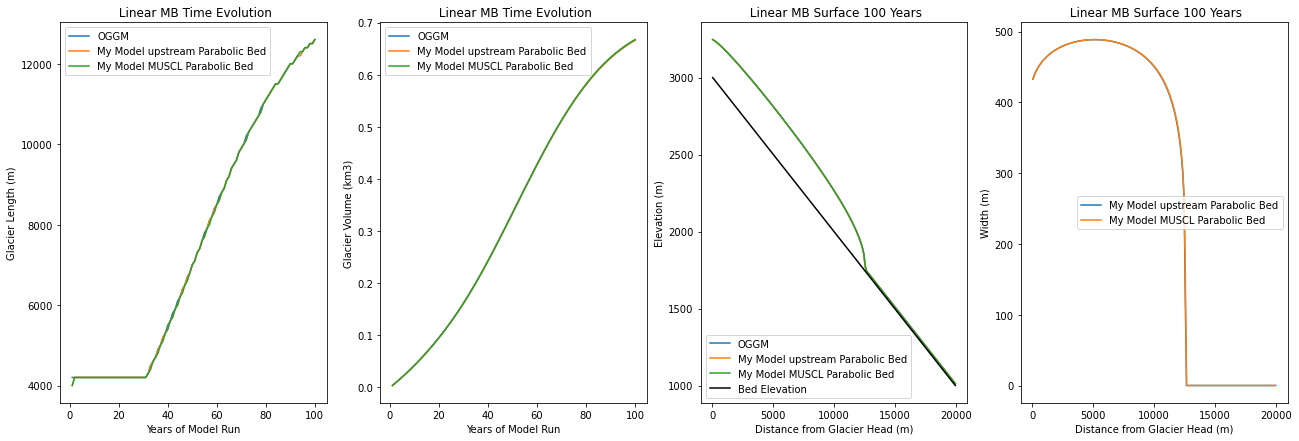 Linear MB Time Evolution
OGGM
My Model upstream Parabolic Bed
My Model MUSCL Parabolic Bed
12000
10000
8000
6000
4000
Glacier Length (m)
0 20 40 60 80 100
Years of Model Run
Linear MB Time Evolution
OGGM
My Model upstream Parabolic Bed
My Model MUSCL Parabolic Bed
0.7
0.6
0.5
0.4
0.3
0.2
0.1
0.0
Glacier Volume (km3)
0 20 40 60 80 100
Years of Model Run
Linear MB Surface 100 Years
3000
2500
2000
1500
1000
Elevation (m)
OGGM
My Model upstream Parabolic Bed
My Model MUSCL Parabolic Bed
Bed Elevation
0 5000 10000 15000 20000
Distance from Glacier Head (m)
Linear MB Surface 100 Years
500
400
300
200
100
0
Width (m)
My Model upstream Parabolic Bed
My Model MUSCL Parabolic Bed
0 5000 10000 15000 20000
Distance from Glacier Head (m)